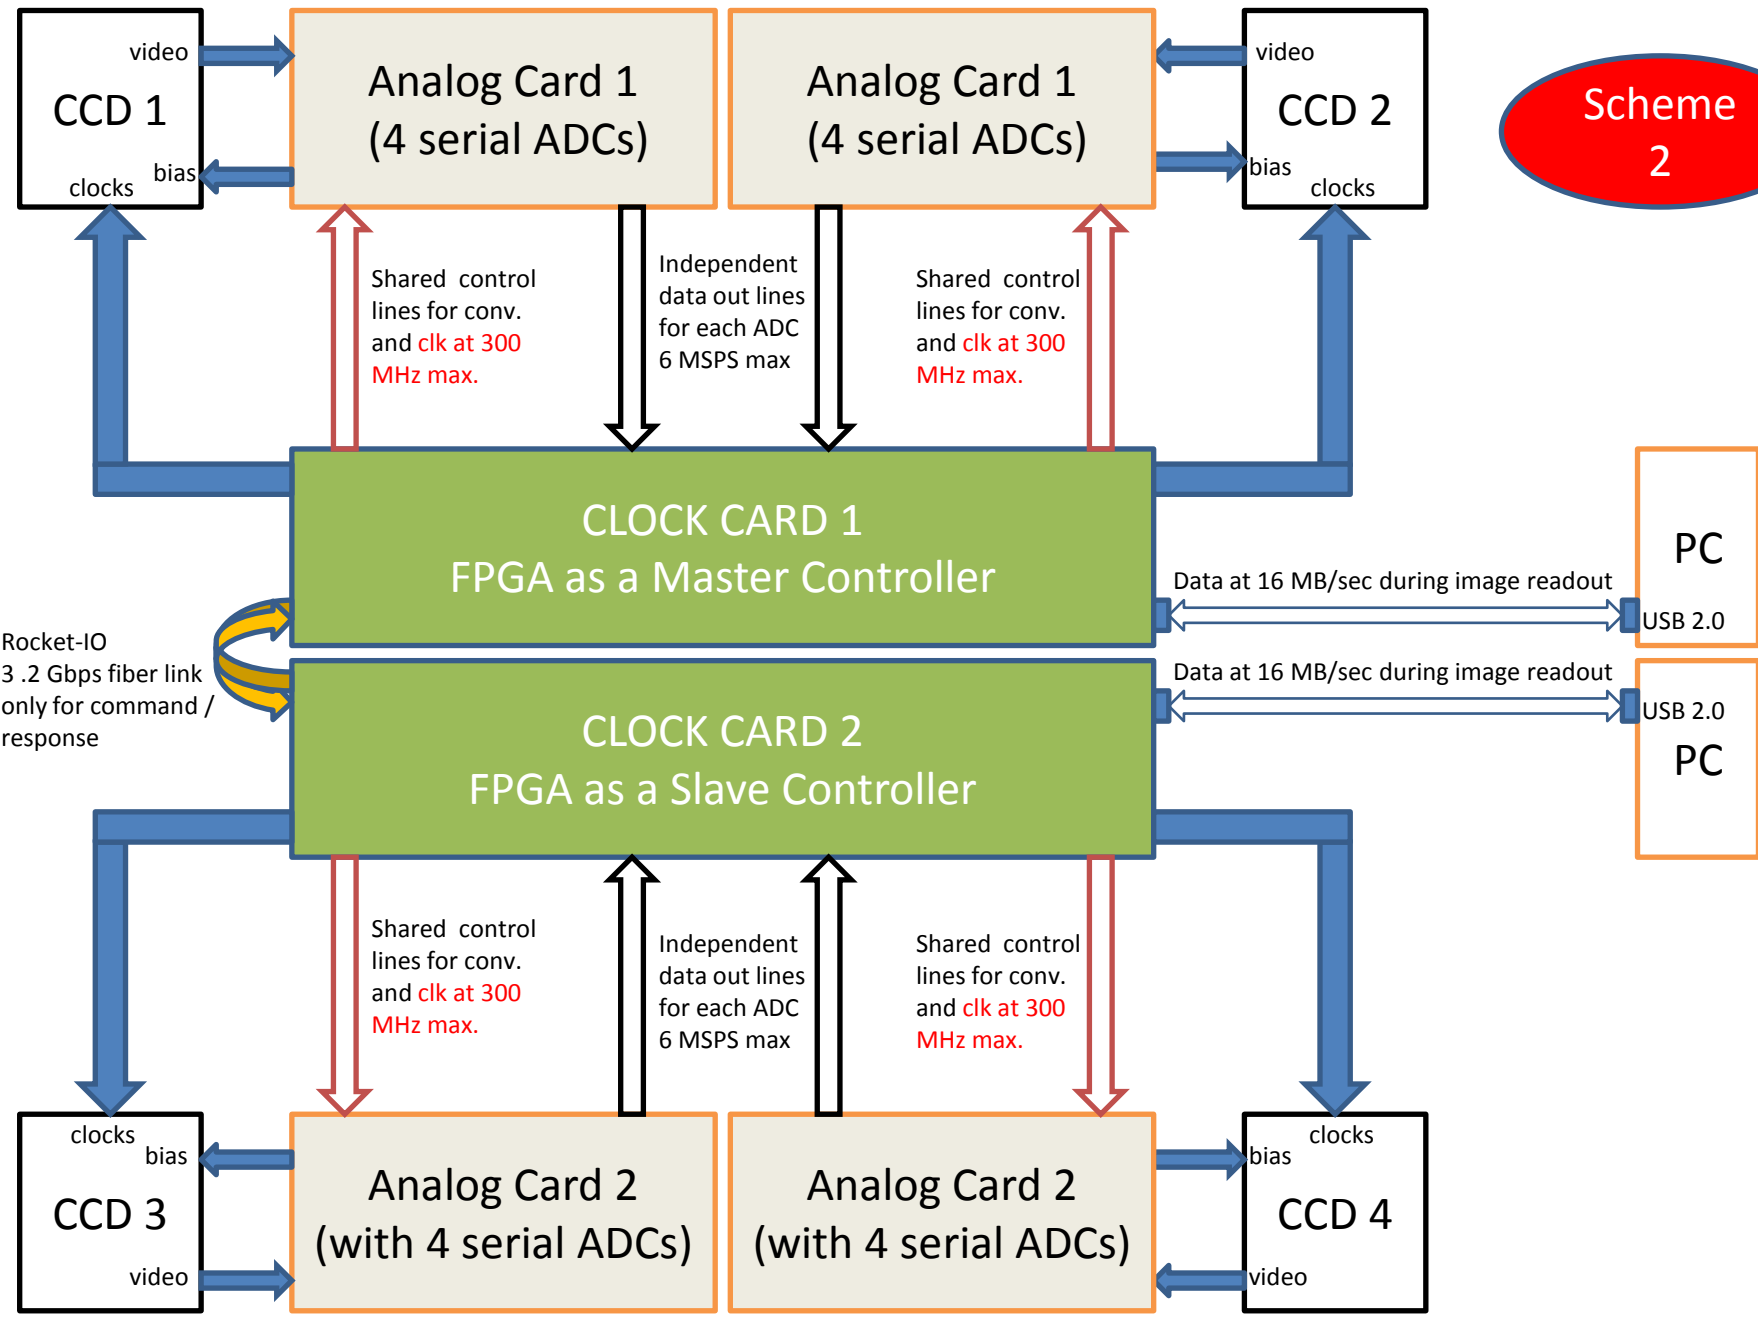 video
CCD 1
bias
clocks
Analog Card 1
(4 serial ADCs)
Analog Card 1
(4 serial ADCs)
video
CCD 2
bias
clocks
Scheme
2
Shared control
lines for conv.
and clk at 300
MHz max.
Independent
data out lines
for each ADC
6 MSPS max
Shared control
lines for conv.
and clk at 300
MHz max.
CLOCK CARD 1
FPGA as a Master Controller
PC
Data at 16 MB/sec during image readout
USB 2.0
Rocket-IO
3 .2 Gbps fiber link
only for command /
response
Data at 16 MB/sec during image readout
USB 2.0
PC
CLOCK CARD 2
FPGA as a Slave Controller
Shared control
lines for conv.
and clk at 300
MHz max.
Independent
data out lines
for each ADC
6 MSPS max
Shared control
lines for conv.
and clk at 300
MHz max.
clocks
bias
CCD 3
video
Analog Card 2
(with 4 serial ADCs)
Analog Card 2
(with 4 serial ADCs)
clocks
bias
CCD 4
video